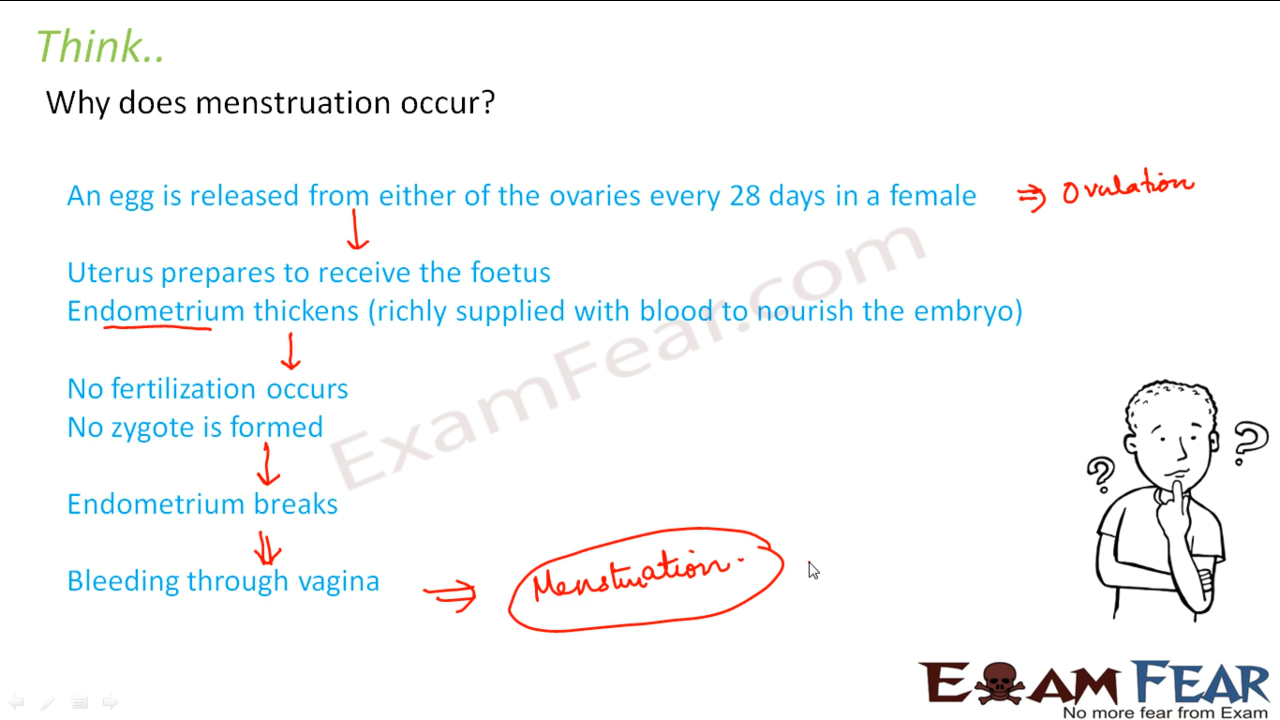 Think..
Why does menstruation occur?
An egg is released from either of the ovaries every 28 days in a female ⇒ Ovulation
Uterus prepares to receive the foetus
Endometrium thickens (richly supplied with blood to nourish the embryo)
No fertilization occurs
No zygote is formed
Endometrium breaks
Bleeding through vagina ⇒ Menstruation.
ExamFear.com
? ?
EXAM FEAR
No more fear from Exam